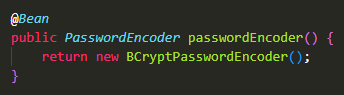 @Bean
public PasswordEncoder passwordEncoder() {
    return new BCryptPasswordEncoder();
}